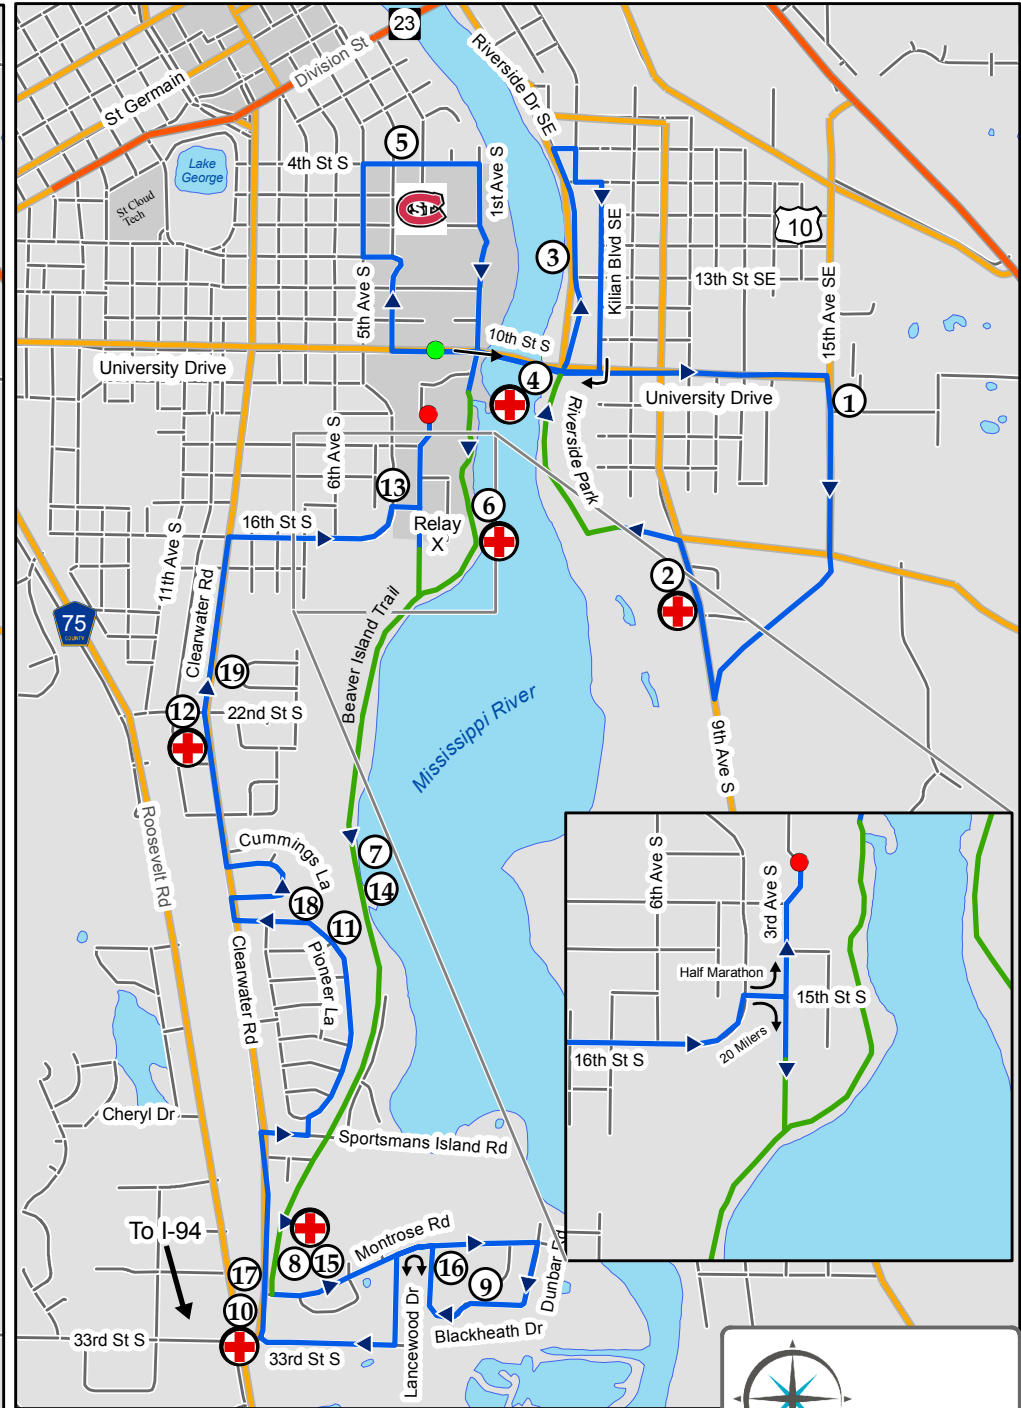 23
Division St
St Germain
Riverside Dr SE
5
4th St S
Lake
George
St Cloud
Tech
1st Ave S
10
3
Kilian Blvd SE
13th St SE
5th Ave S
15th Ave SE
10th St S
University Drive
4
University Drive
1
Riverside Park
6th Ave S
13
6
16th St S
Relay
X
11th Ave S
2
75
COUNTY
Clearwater Rd
Beaver Island Trail
19
12
22nd St S
Mississippi River
9th Ave S
Roosevelt Rd
Cummings La
7
14
18
11
Clearwater Rd
Pioneer La
6th Ave S
3rd Ave S
Half Marathon
15th St S
20 Milers
16th St S
Cheryl Dr
Sportsmans Island Rd
To I-94
Montrose Rd
8
15
17
16
9
Dunbar Rd
10
Lancewood Dr
Blackheath Dr
33rd St S
33rd St S